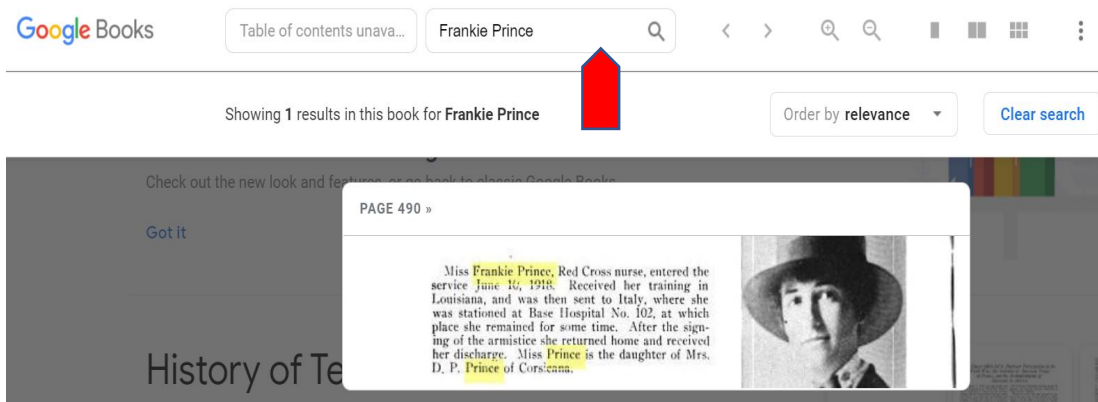 Google Books
Table of contents unava...
Frankie Prince
Showing 1 results in this book for Frankie Prince
Order by relevance
Clear search
Check out the new look and features, or go back to classic Google Books
Got it
PAGE 490 »
Miss Frankie Prince, Red Cross nurse, entered the
service June 16, 1918. Received her training in
Louisiana, and was then sent to Italy, where she
was stationed at Base Hospital No. 102, at which
place she remained for some time. After the sign-
ing of the armistice she returned home and received
her discharge. Miss Prince is the daughter of Mrs.
D. P. Prince of Corsicana.
History of Te